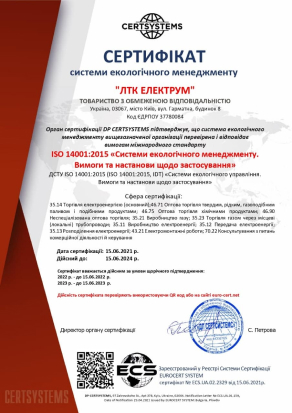 CERTSYSTEMS
СЕРТИФІКАТ
системи екологічного менеджменту
"ЛТК ЕЛЕКТРУМ"
ТОВАРИСТВО З ОБМЕЖЕНОЮ ВІДПОВІДАЛЬНІСТЮ
Україна, 03067, місто Київ, вул. Гарматна, будинок 8
Код ЄДРПОУ 37780084
Орган сертифікації DP CERTSYSTEMS підтверджує, що система екологічного
менеджменту вищезазначеної організації перевірена і відповідає
вимогам міжнародного стандарту
ISO 14001:2015 «Системи екологічного менеджменту.
Вимоги та настанови щодо застосування»
ДСТУ ISO 14001:2015 (ISO 14001:2015, IDT) «Системи екологічного управління.
Вимоги та настанови щодо застосування»
Сфера сертифікації:
35.14 Торгівля електроенергією (основний);46.71 Оптова торгівля твердим, рідким, газоподібним
паливом і подібними продуктами; 46.75 Оптова торгівля хімічними продуктами; 46.90
Неспеціалізована оптова торгівля; 35.21 Виробництво газу; 35.23 Торгівля газом через місцеві
(локальні) трубопроводи; 35.11 Виробництво електроенергії; 35.12 Передача електроенергії;
35.13 Розподілення електроенергії; 43.21 Електромонтажні роботи; 70.22 Консультування з питань
комерційної діяльності й керування
Дата сертифікації: 15.06.2021 р.
Дійсний до: 15.06.2024 р.
Сертифікат вважається дійсним за умови щорічного підтвердження:
2022 р. - до 15.06.2022 р.
2023 р. - до 15.06.2023 р.
Дійсність сертифіката перевірять використовуючи QR код або на сайті euro-cert.net
Директор органу сертифікації
С. Петрова
ECS
Зареєстрований у Реєстрі Системи Сертифікації
EUROCERT SYSTEM
сертифікат № ECS.UA.02.2329 від 15.06.2021р.
CERTSYSTEMS